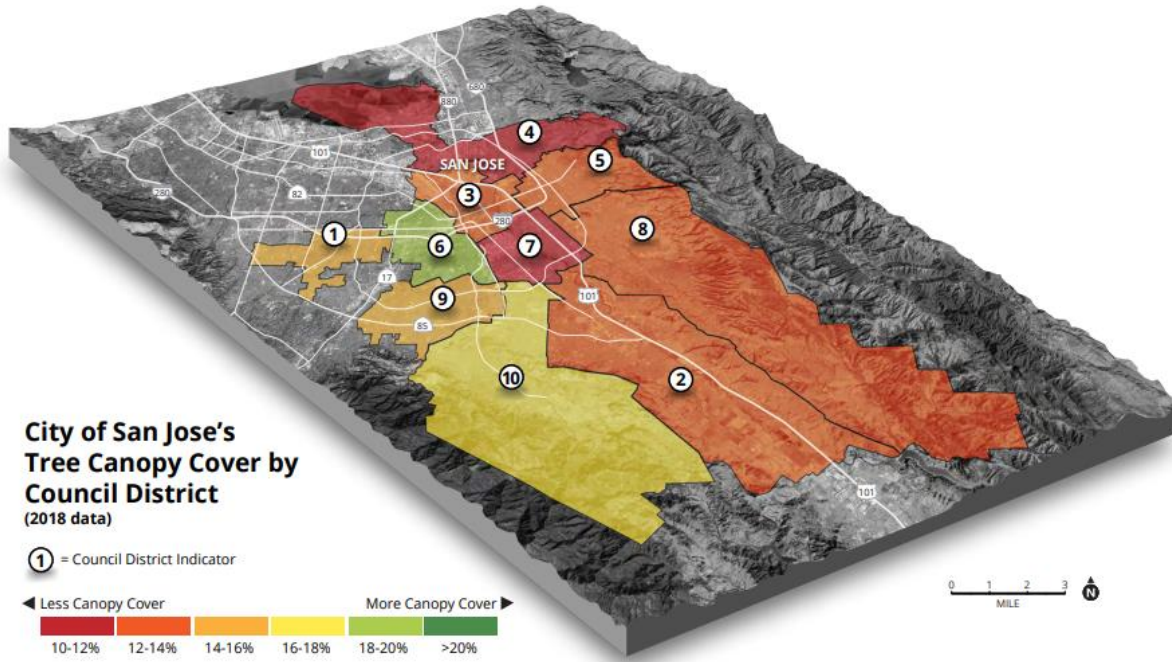 880
680
4
101
SAN JOSE
5
280
82
3
8
280
1
6
7
17
9
101
85
10
2
101
City of San Jose's
Tree Canopy Cover by
Council District
(2018 data)
1 = Council District Indicator
◀ Less Canopy Cover More Canopy Cover ▶
10-12% 12-14% 14-16% 16-18% 18-20% >20%
0 1 2 3
MILE
N